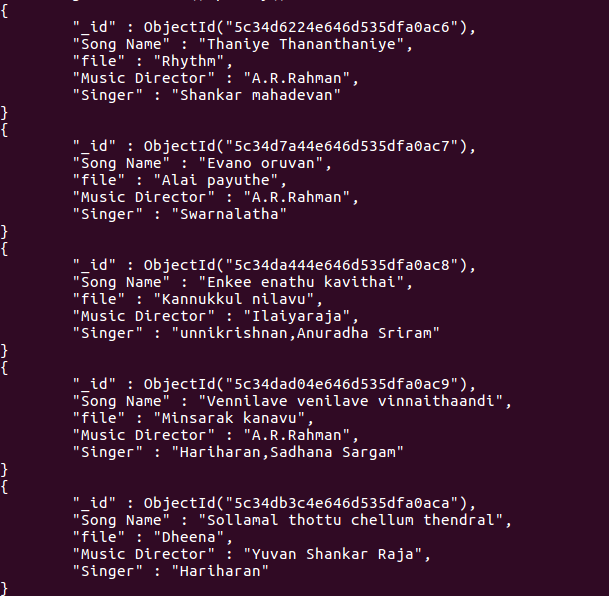 {
"_id" : ObjectId("5c34d6224e646d535dfa0ac6"),
"Song Name" : "Thaniye Thananthaniye",
"file" : "Rhythm",
"Music Director" : "A.R.Rahman",
"Singer" : "Shankar mahadevan"
}
{
"_id" : ObjectId("5c34d7a44e646d535dfa0ac7"),
"Song Name" : "Evano oruvan",
"file" : "Alai payuthe",
"Music Director" : "A.R.Rahman",
"Singer" : "Swarnalatha"
}
{
"_id" : ObjectId("5c34da444e646d535dfa0ac8"),
"Song Name" : "Enkee enathu kavithai",
"file" : "Kannukkul nilavu",
"Music Director" : "Ilaiyaraja",
"Singer" : "unnikrishnan,Anuradha Sriram"
}
{
"_id" : ObjectId("5c34dad04e646d535dfa0ac9"),
"Song Name" : "Vennilave venilave vinnaithaandi",
"file" : "Minsarak kanavu",
"Music Director" : "A.R.Rahman",
"Singer" : "Hariharan,Sadhana Sargam"
}
{
"_id" : ObjectId("5c34db3c4e646d535dfa0aca"),
"Song Name" : "Sollamal thottu chellum thendral",
"file" : "Dheena",
"Music Director" : "Yuvan Shankar Raja",
"Singer" : "Hariharan"
}